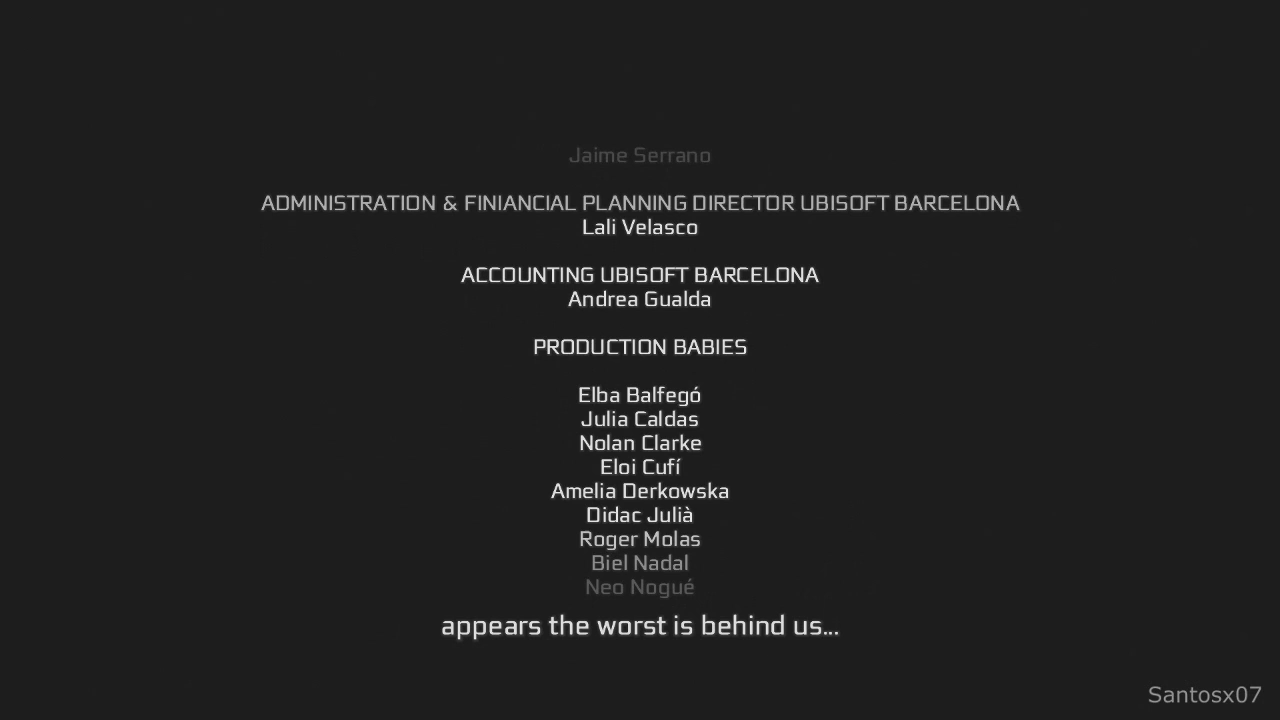 Jaime Serrano
ADMINISTRATION & FINIANCIAL PLANNING DIRECTOR UBISOFT BARCELONA
Lali Velasco
ACCOUNTING UBISOFT BARCELONA
Andrea Gualda
PRODUCTION BABIES
Elba Balfegó
Julia Caldas
Nolan Clarke
Eloi Cufí
Amelia Derkowska
Didac Julià
Roger Molas
Biel Nadal
Neo Nogué
appears the worst is behind us...
Santosx07